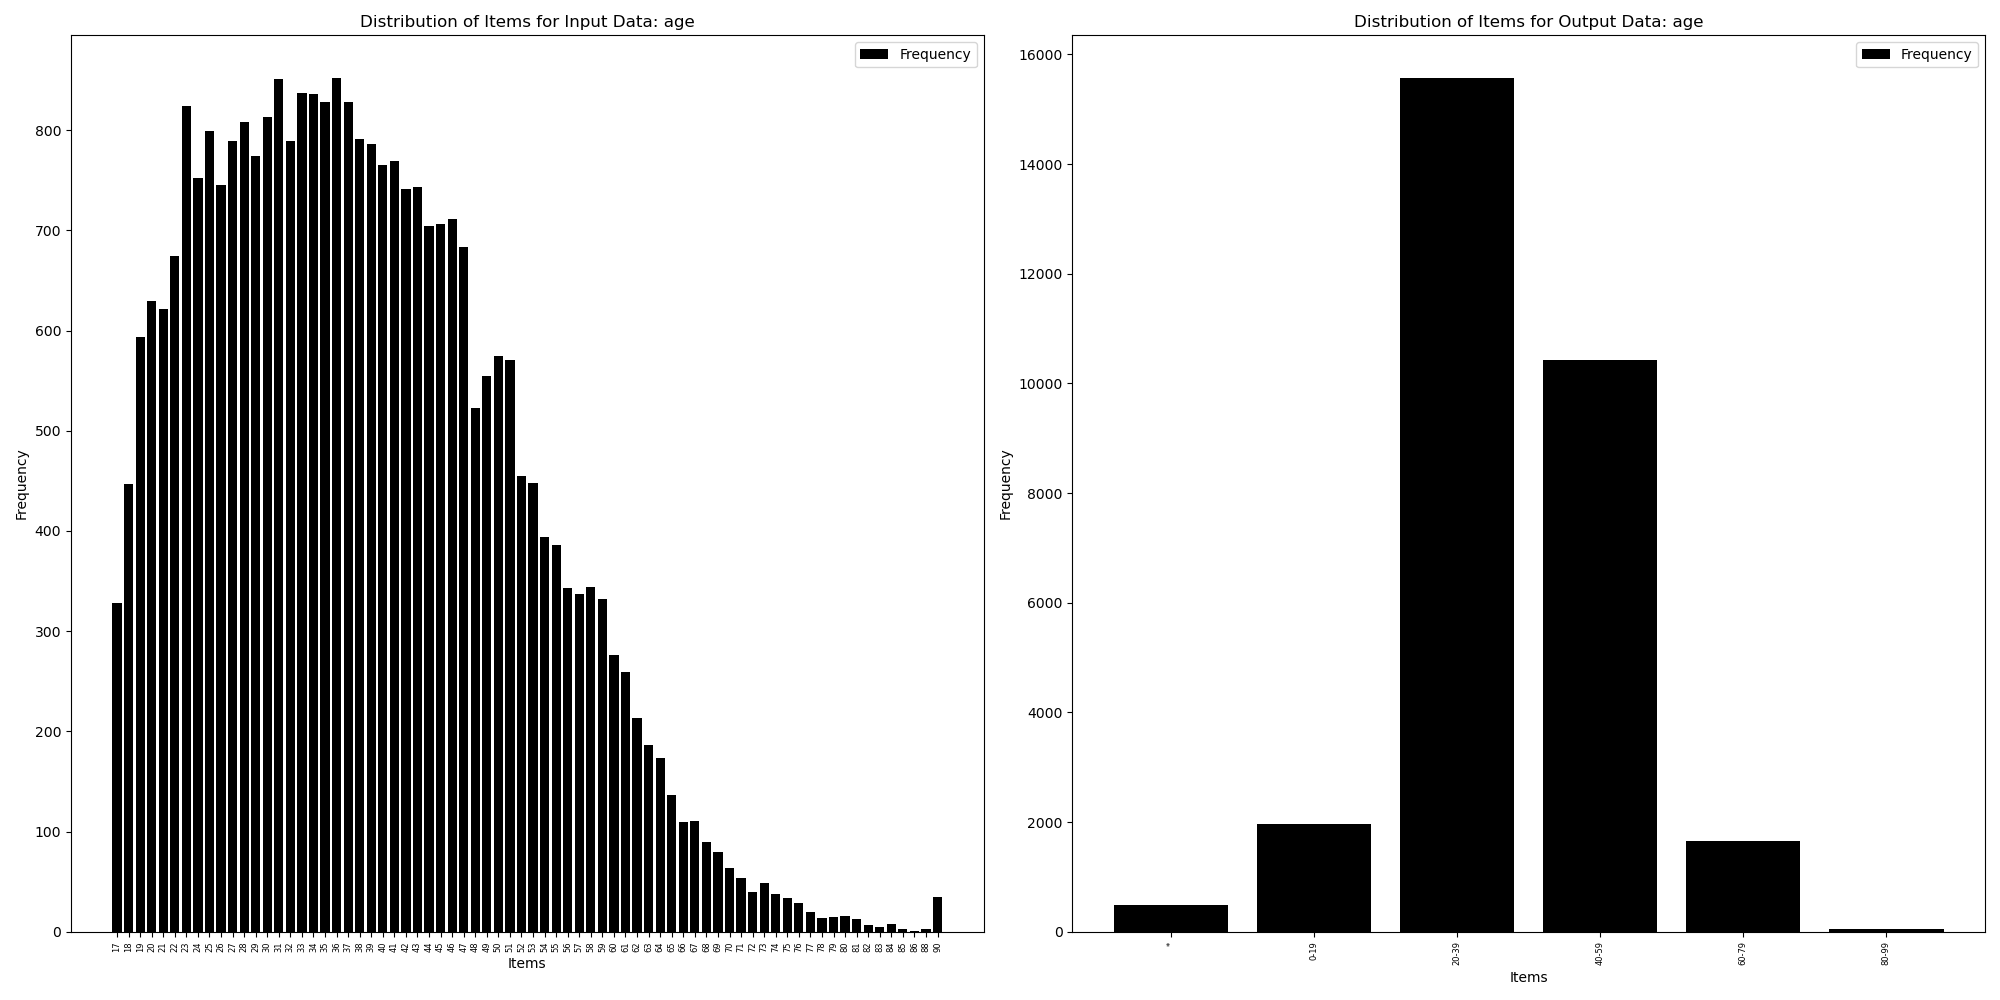 Distribution of Items for Input Data: age
Frequency
Frequency
800
700
600
500
400
300
200
100
0
17 18 19 20 21 22 23 24 25 26 27 28 29 30 31 32 33 34 35 36 37 38 39 40 41 42 43 44 45 46 47 48 49 50 51 52 53 54 55 56 57 58 59 60 61 62 63 64 65 66 67 68 69 70 71 72 73 74 75 76 77 78 79 80 81 82 83 84 85 86 88 90
Items
Distribution of Items for Output Data: age
Frequency
Frequency
16000
14000
12000
10000
8000
6000
4000
2000
0
* 0-19 20-39 40-59 60-79 80-99
Items